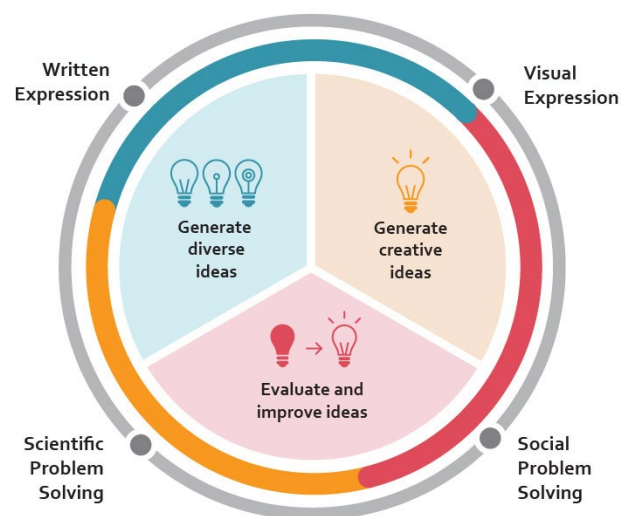 Written
Expression
Visual
Expression
Generate
diverse
ideas
Generate
creative
ideas
Evaluate and
improve ideas
Scientific
Problem
Solving
Social
Problem
Solving